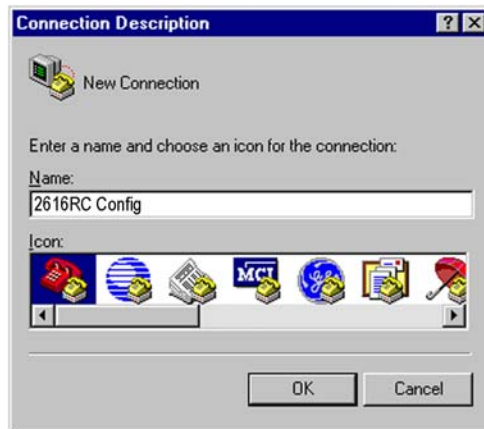 Connection Description
New Connection
Enter a name and choose an icon for the connection:
Name:
2616RC Config
Icon:
MCI
OK
Cancel